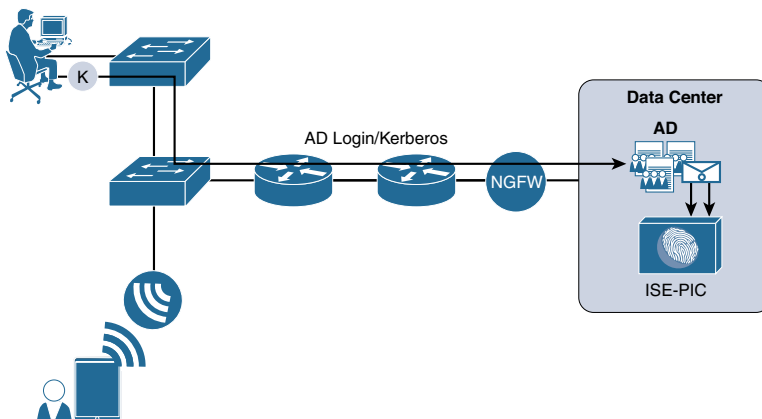 K
Data Center
AD
AD Login/Kerberos
NGFW
ISE-PIC